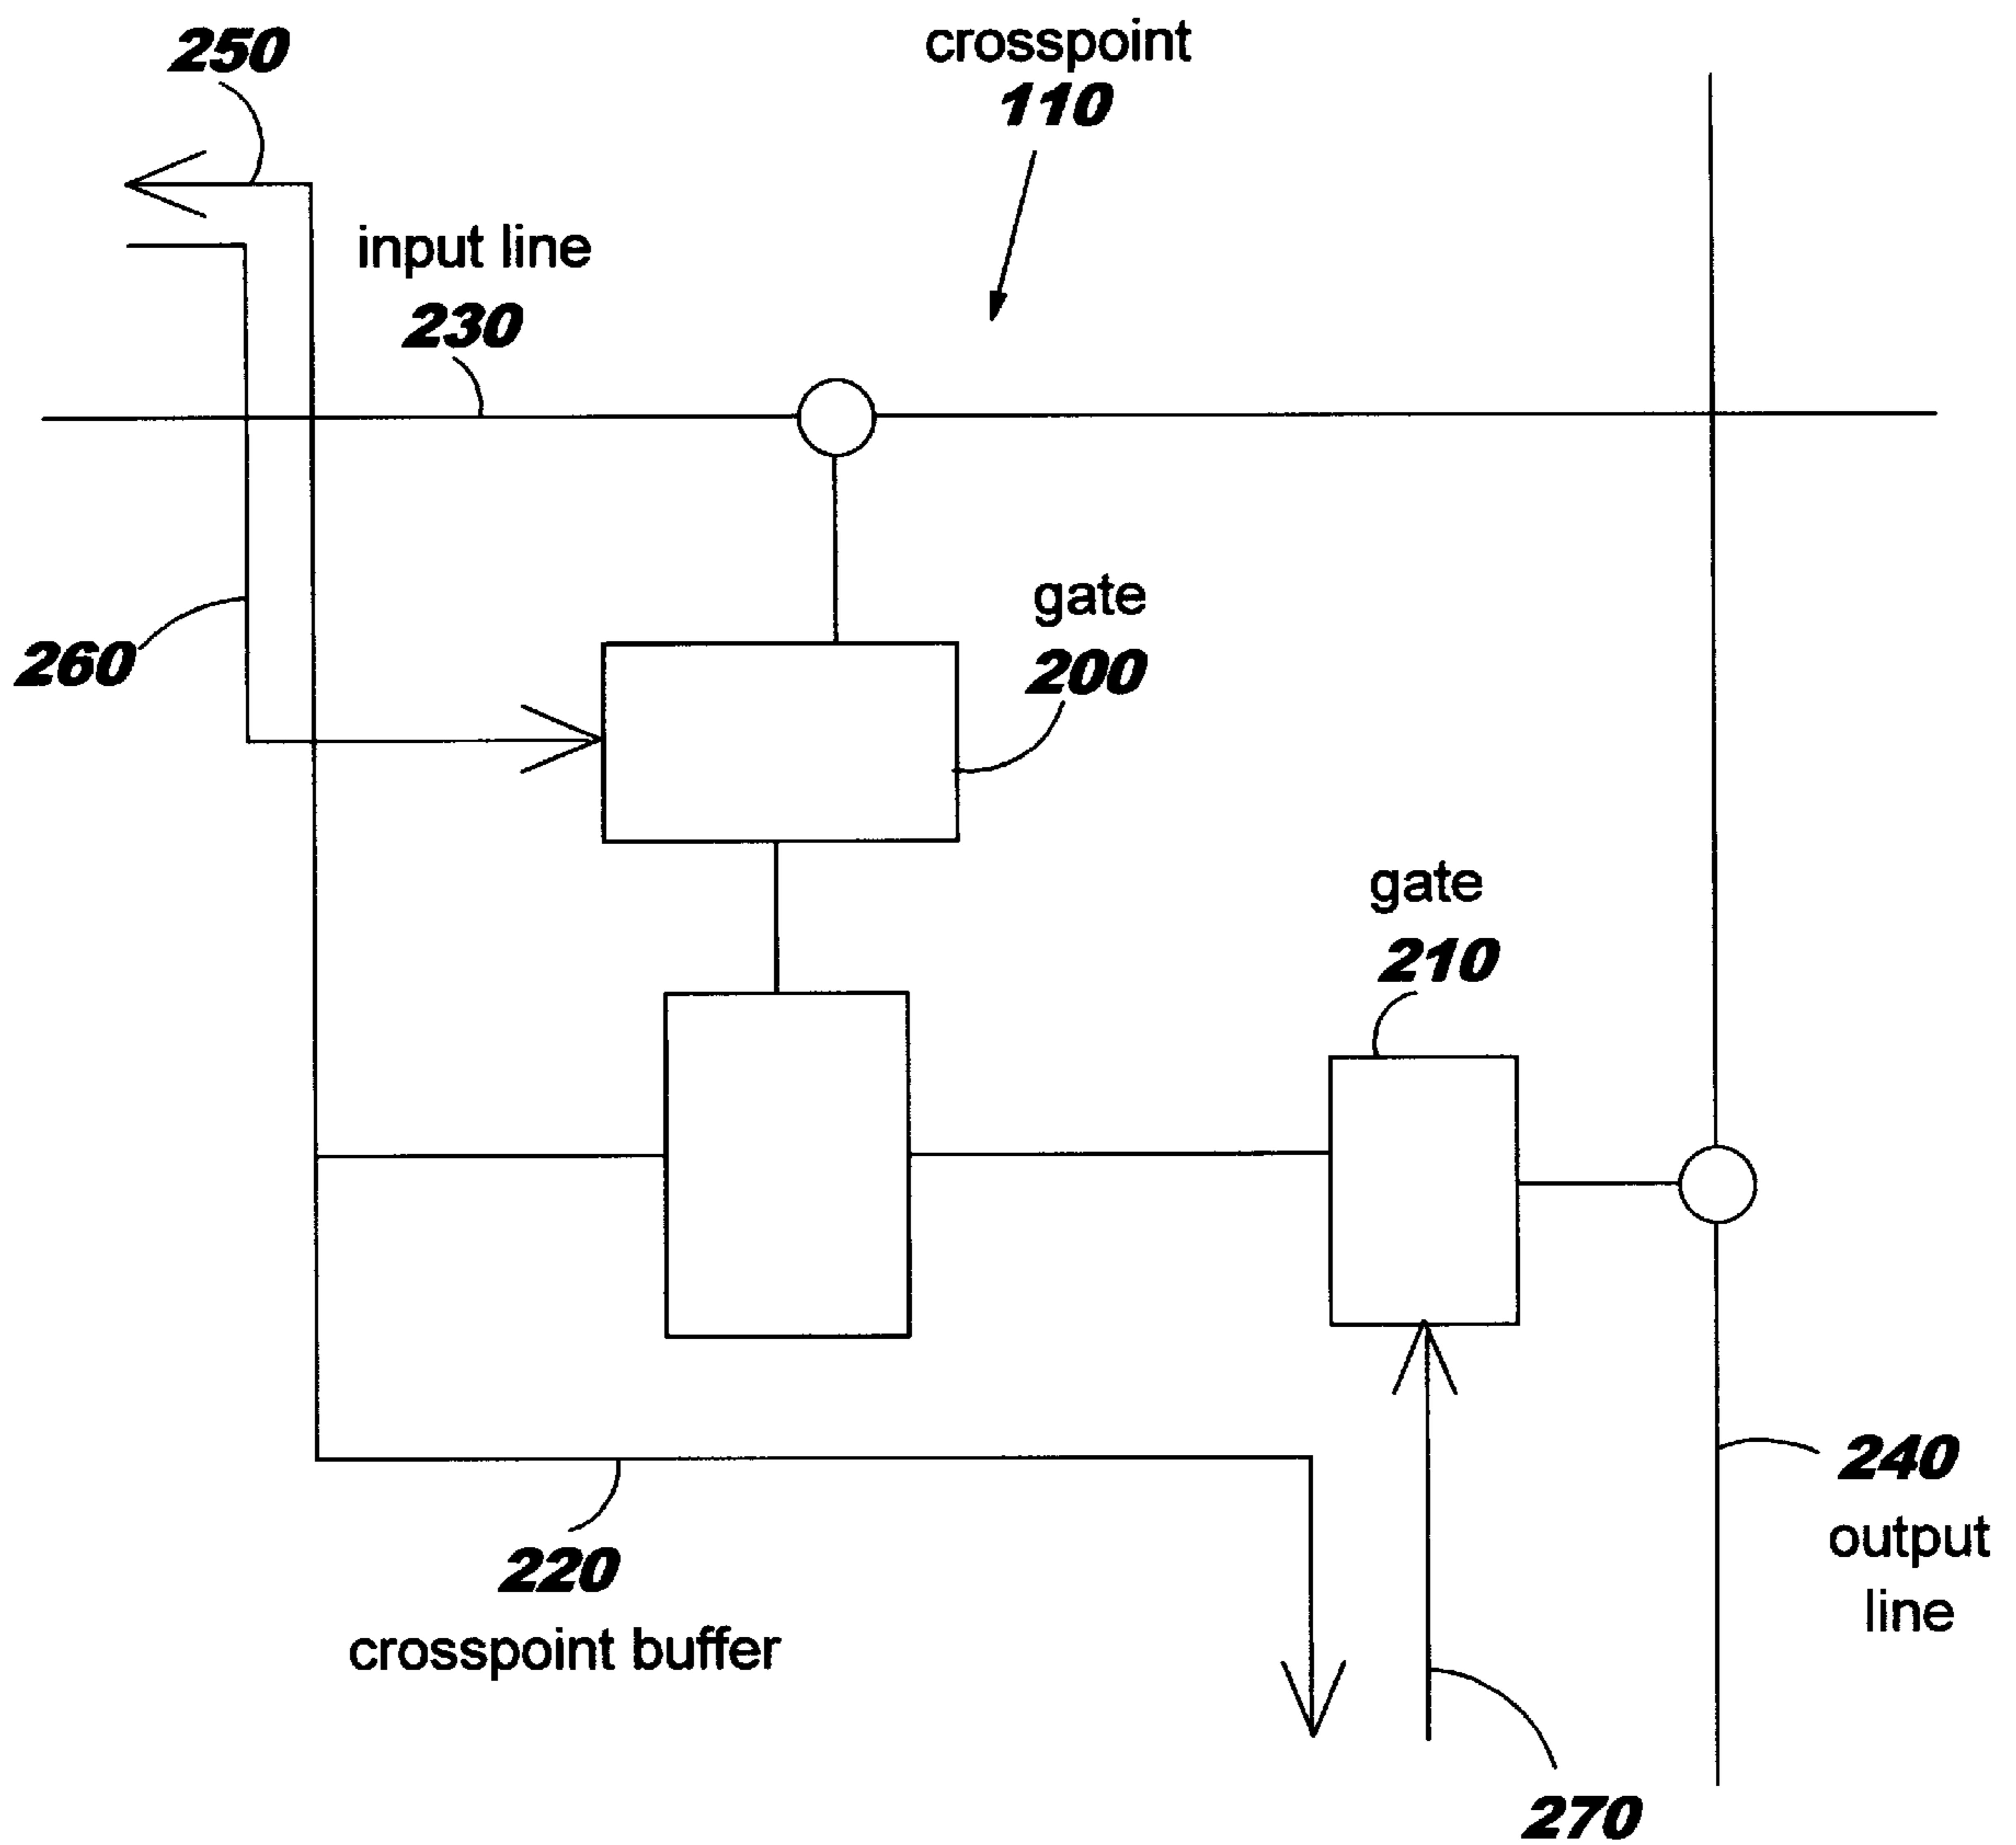 250
crosspoint
110
input line
230
gate
200
260
gate
210
240
output
line
220
crosspoint buffer
270